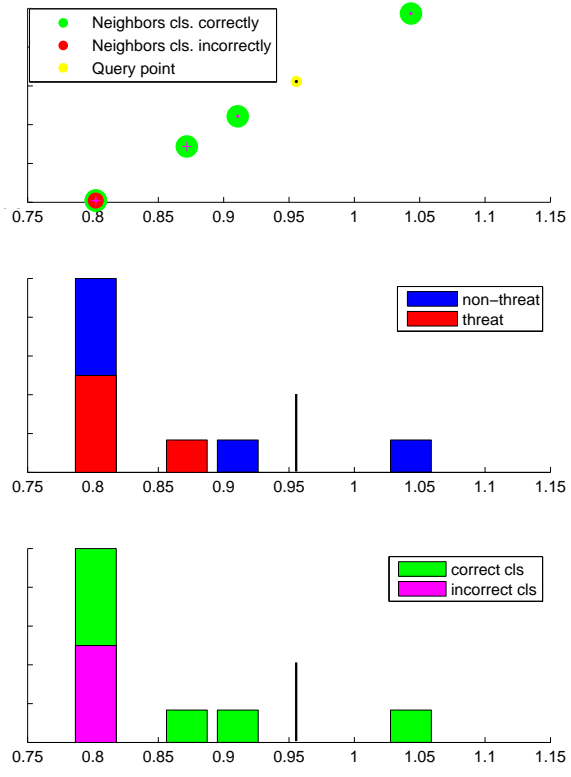 Neighbors cls. correctly
Neighbors cls. incorrectly
Query point
0.75 0.8 0.85 0.9 0.95 1 1.05 1.1 1.15
non−threat
threat
0.75 0.8 0.85 0.9 0.95 1 1.05 1.1 1.15
correct cls
incorrect cls
0.75 0.8 0.85 0.9 0.95 1 1.05 1.1 1.15